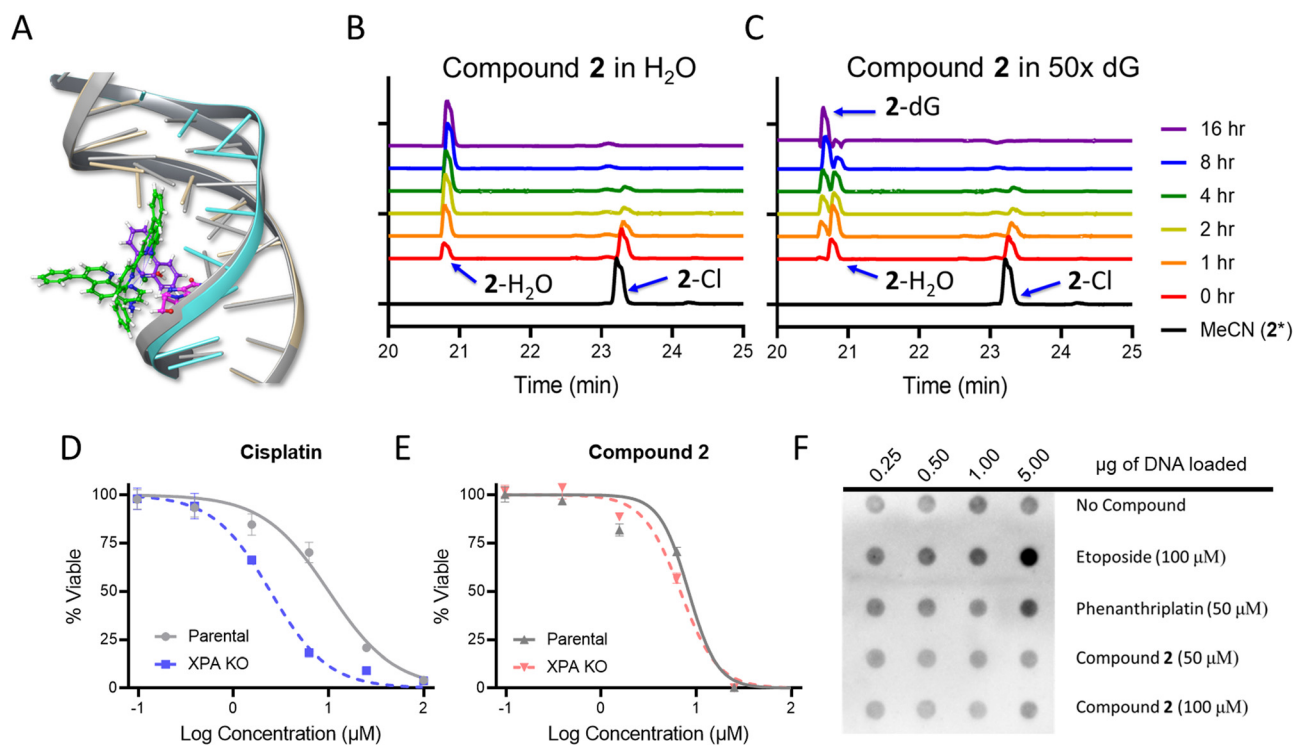 A
B
C
Compound 2 in H₂O
Compound 2 in 50x dG
2-dG
2-H₂O
2-Cl
2-H₂O
2-Cl
16 hr
8 hr
4 hr
2 hr
1 hr
0 hr
MeCN (2*)
20 21 22 23 24 25
20 21 22 23 24 25
Time (min)
Time (min)
D
Cisplatin
% Viable
100
75
50
25
0
Parental
XPA KO
-1 0 1 2
Log Concentration (µM)
E
Compound 2
% Viable
100
75
50
25
0
Parental
XPA KO
-1 0 1 2
Log Concentration (µM)
F
0.25 0.50 1.00 5.00 µg of DNA loaded
No Compound
Etoposide (100 µM)
Phenanthriplatin (50 µM)
Compound 2 (50 µM)
Compound 2 (100 µM)